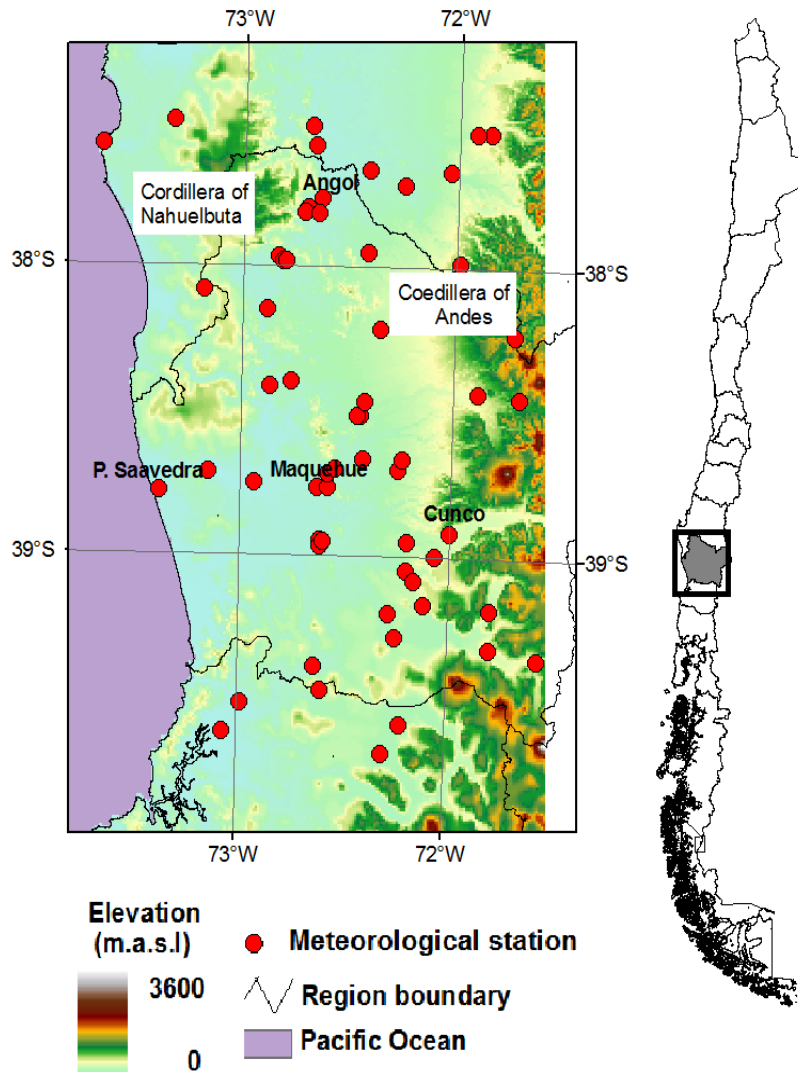 73°W
72°W
Angol
Cordillera of
Nahuelbuta
38°S
38°S
Coedillera of
Andes
P. Saavedra
Maquehue
Cunco
39°S
39°S
73°W
72°W
Elevation
(m.a.s.l)
3600
0
Meteorological station
Region boundary
Pacific Ocean